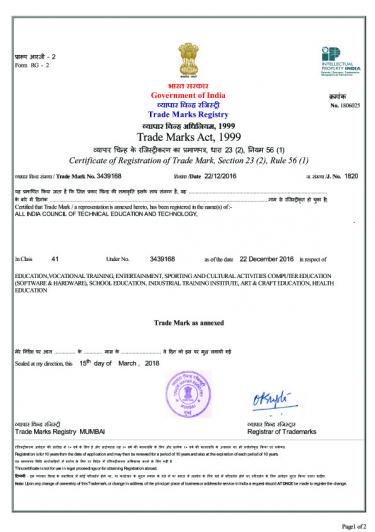 प्रारूप आरजी - 2
Form RG - 2
INTELLECTUAL
PROPERTY INDIA
भारत सरकार
Government of India
व्यापार चिन्ह रजिस्ट्री
Trade Marks Registry
क्रमांक
No. 1806025
व्यापार चिन्ह अधिनियम, 1999
Trade Marks Act, 1999
व्यापार चिन्ह के रजिस्ट्रीकरण का प्रमाणपत्र, धारा 23 (2), नियम 56 (1)
Certificate of Registration of Trade Mark, Section 23 (2), Rule 56 (1)
व्यापार चिन्ह संख्या / Trade Mark No. 3439168 दिनांक /Date 22/12/2016 ज. संख्या /J. No. 1820
Certified that Trade Mark / a representation is annexed hereto, has been registered in the name(s) of:-
ALL INDIA COUNCIL OF TECHNICAL EDUCATION AND TECHNOLOGY,
In Class 41 Under No. 3439168 as of the date 22 December 2016 in respect of
EDUCATION,VOCATIONAL TRAINING, ENTERTAINMENT, SPORTING AND CULTURAL ACTIVITIES COMPUTER EDUCATION
(SOFTWARE & HARDWARE), SCHOOL EDUCATION, INDUSTRIAL TRAINING INSTITUTE, ART & CRAFT EDUCATION, HEALTH
EDUCATION
Trade Mark as annexed
मेरे निदेश पर आज ................ के ............ मास के ..................... वें दिन को इस पर मुद्रा लगायी गई
Sealed at my direction, this 15th day of March , 2018
व्यापार चिन्ह रजिस्ट्री
Trade Marks Registry MUMBAI
Registrar of Trademarks
Registration is for 10 years from the date of application and may then be renewed for a period of 10 years and also at the expiration of each period of 10 years.
This certificate is not for use in legal proceedings or for obtaining Registration abroad.
Note: Upon any change of ownership of this Trademark, or change in address of the principal place of business or address for service in India a request should AT ONCE be made to register the change.
Page1 of 2